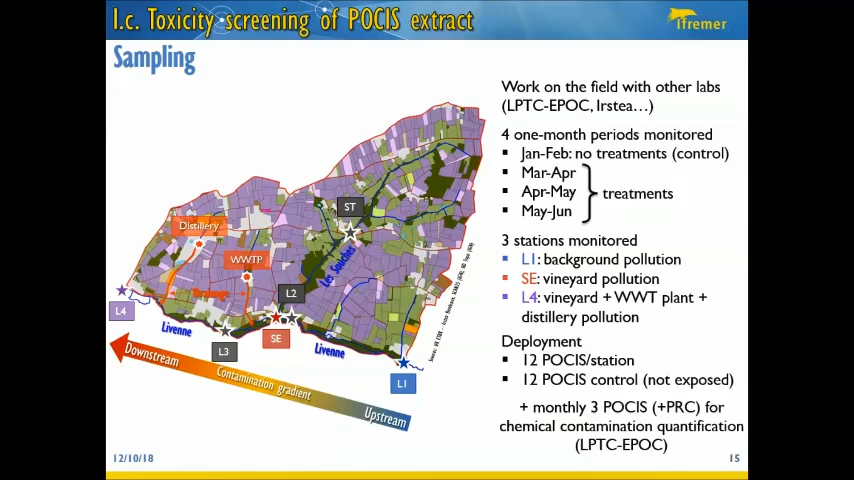 I.c. Toxicity screening of POCIS extract
Ifremer
Sampling
Work on the field with other labs
(LPTC-EPOC, Irstea…)
4 one-month periods monitored
▪ Jan-Feb: no treatments (control)
▪ Mar-Apr
▪ Apr-May
▪ May-Jun
treatments
3 stations monitored
▪ L1: background pollution
▪ SE: vineyard pollution
▪ L4: vineyard + WWT plant +
distillery pollution
Deployment
▪ 12 POCIS/station
▪ 12 POCIS control (not exposed)
+ monthly 3 POCIS (+PRC) for
chemical contamination quantification
(LPTC-EPOC)
ST
Distillery
WWTP
Les Souches
L2
L4
Livenne
L3
SE
Livenne
L1
Downstream
Contamination gradient
Upstream
12/10/18
15